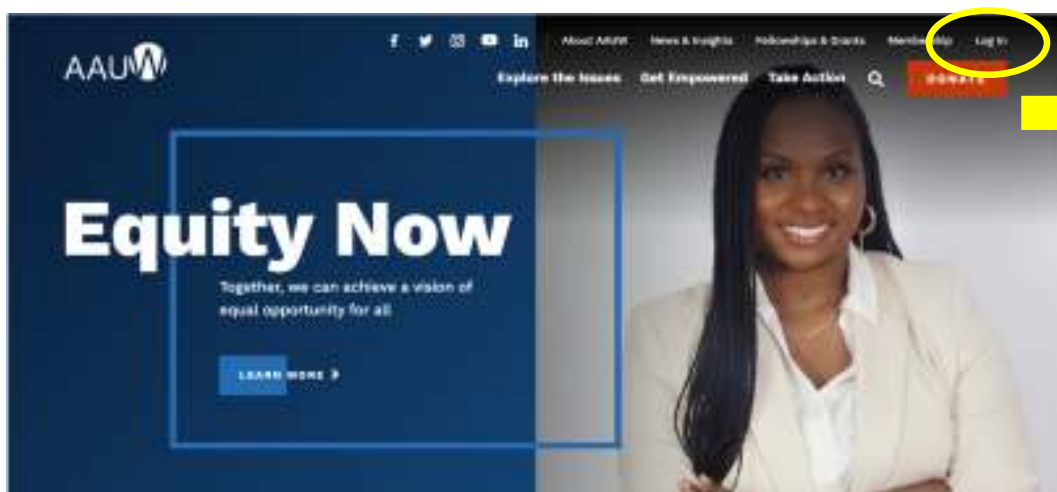 AAUW
About AAUW News & Insights Fellowships & Grants Membership Log In
Explore the Issues Get Empowered Take Action DONATE
Equity Now
Together, we can achieve a vision of
equal opportunity for all
LEARN MORE